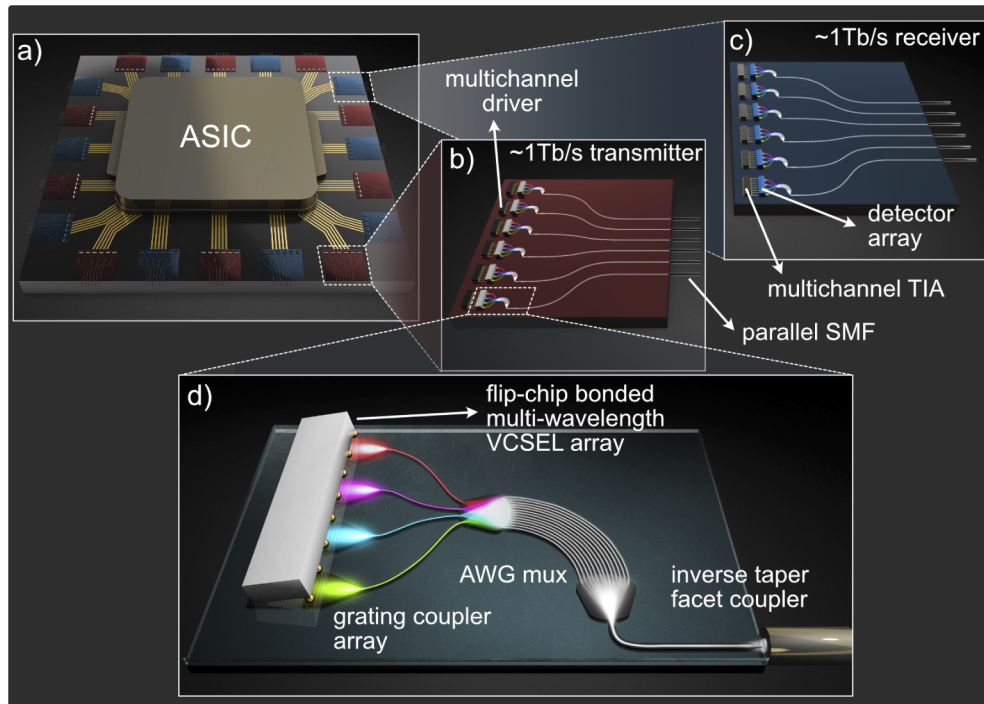 a)
ASIC
multichannel
driver
b)
~1Tb/s transmitter
c)
~1Tb/s receiver
detector
array
multichannel TIA
parallel SMF
d)
flip-chip bonded
multi-wavelength
VCSEL array
AWG mux
inverse taper
facet coupler
grating coupler
array